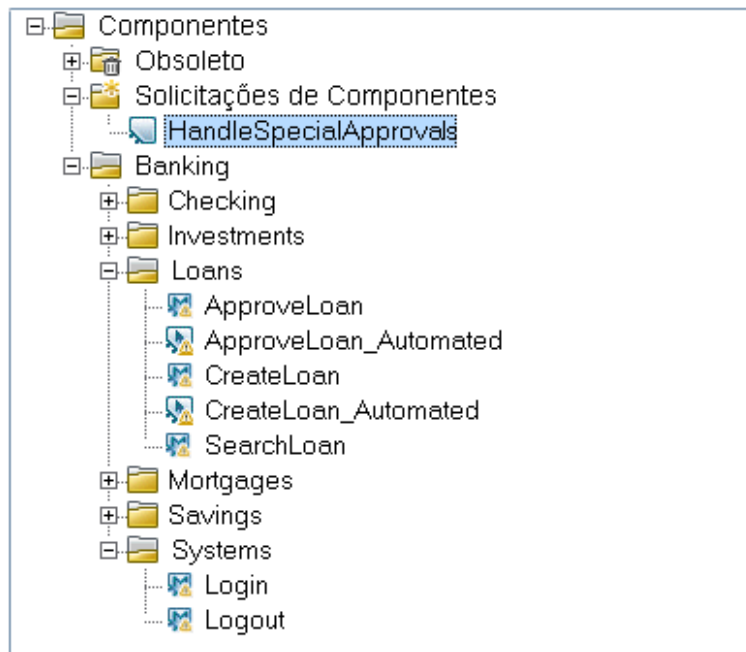 Componentes
Obsoleto
Solicitações de Componentes
HandleSpecialApprovals
Banking
Checking
Investments
Loans
ApproveLoan
ApproveLoan_Automated
CreateLoan
CreateLoan_Automated
SearchLoan
Mortgages
Savings
Systems
Login
Logout